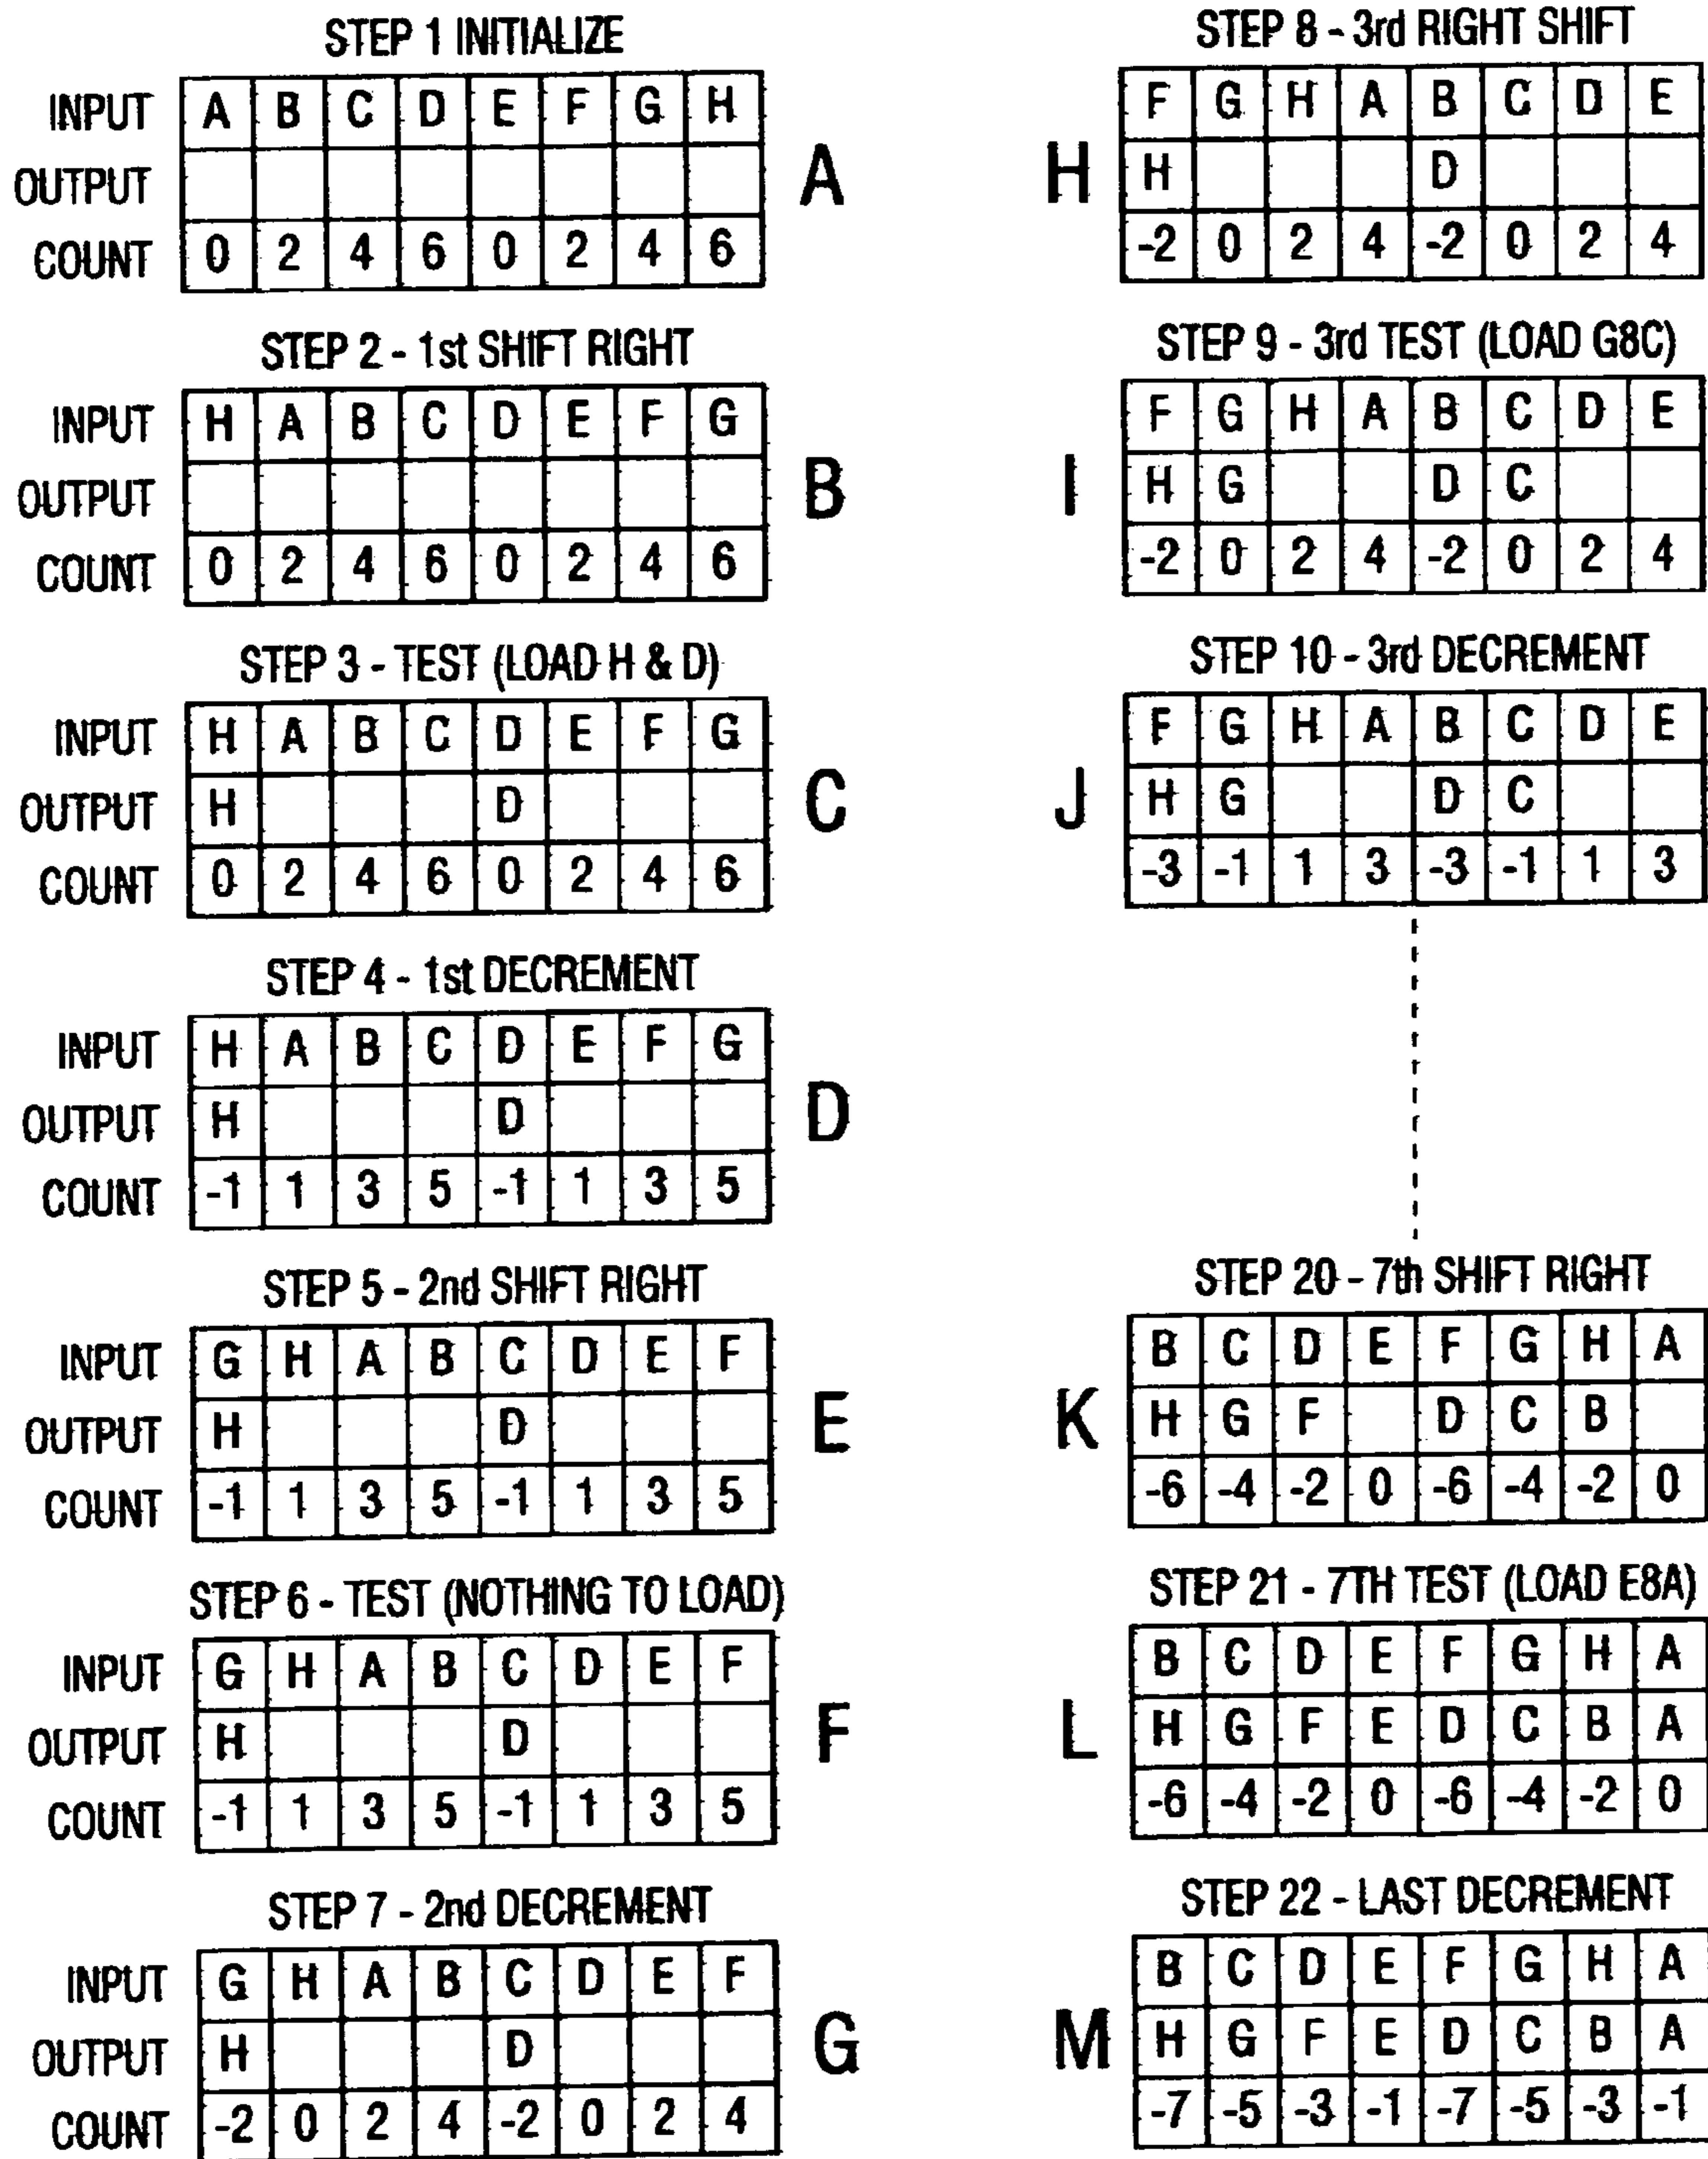 STEP 1 INITIALIZE
INPUT A B C D E F G H
OUTPUT
COUNT 0 2 4 6 0 2 4 6
A
STEP 2 - 1st SHIFT RIGHT
INPUT H A B C D E F G
OUTPUT
COUNT 0 2 4 6 0 2 4 6
B
STEP 3 - TEST (LOAD H & D)
INPUT H A B C D E F G
OUTPUT H D
COUNT 0 2 4 6 0 2 4 6
C
STEP 4 - 1st DECREMENT
INPUT H A B C D E F G
OUTPUT H D
COUNT -1 1 3 5 -1 1 3 5
D
STEP 5 - 2nd SHIFT RIGHT
INPUT G H A B C D E F
OUTPUT H D
COUNT -1 1 3 5 -1 1 3 5
E
STEP 6 - TEST (NOTHING TO LOAD)
INPUT G H A B C D E F
OUTPUT H D
COUNT -1 1 3 5 -1 1 3 5
F
STEP 7 - 2nd DECREMENT
INPUT G H A B C D E F
OUTPUT H D
COUNT -2 0 2 4 -2 0 2 4
G
STEP 8 - 3rd RIGHT SHIFT
F G H A B C D E
H D
-2 0 2 4 -2 0 2 4
H
STEP 9 - 3rd TEST (LOAD G8C)
F G H A B C D E
H G D C
-2 0 2 4 -2 0 2 4
I
STEP 10 - 3rd DECREMENT
F G H A B C D E
H G D C
-3 -1 1 3 -3 -1 1 3
J
STEP 20 - 7th SHIFT RIGHT
B C D E F G H A
H G F D C B
-6 -4 -2 0 -6 -4 -2 0
K
STEP 21 - 7TH TEST (LOAD E8A)
B C D E F G H A
H G F E D C B A
-6 -4 -2 0 -6 -4 -2 0
L
STEP 22 - LAST DECREMENT
B C D E F G H A
H G F E D C B A
-7 -5 -3 -1 -7 -5 -3 -1
M